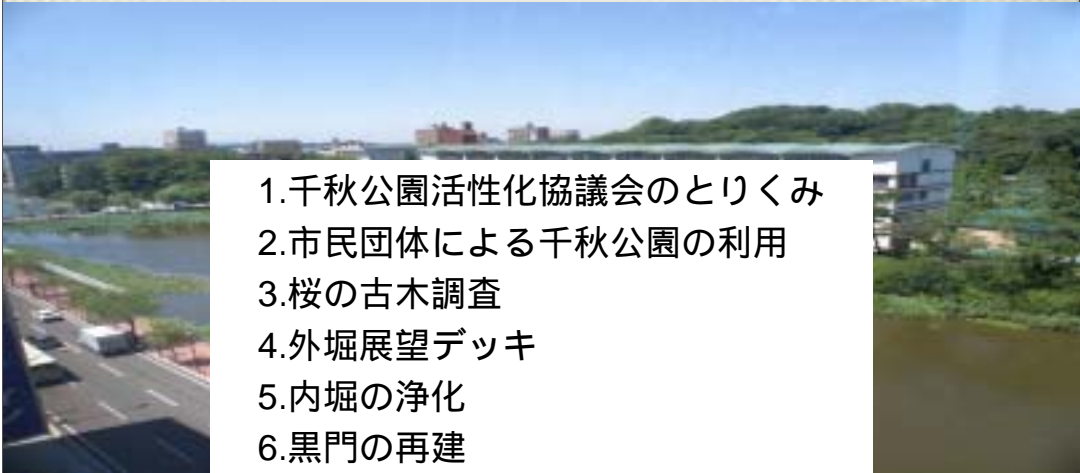 1.千秋公園活性化協議会のとりくみ
2.市民団体による千秋公園の利用
3.桜の古木調査
4.外堀展望デッキ
5.内堀の浄化
6.黒門の再建